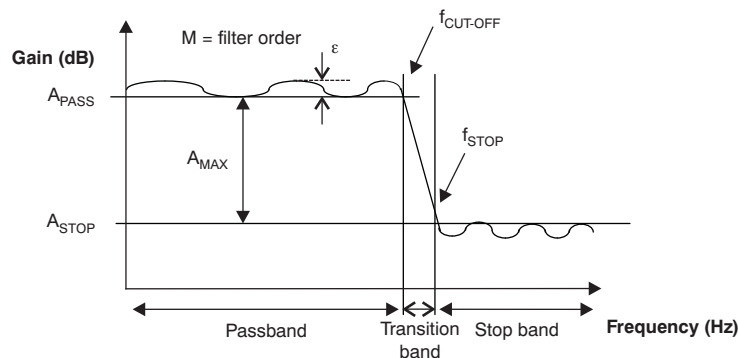 f_CUT-OFF
M = filter order
ε
Gain (dB)
A_PASS
f_STOP
A_MAX
A_STOP
Passband
Transition
band
Stop band
Frequency (Hz)